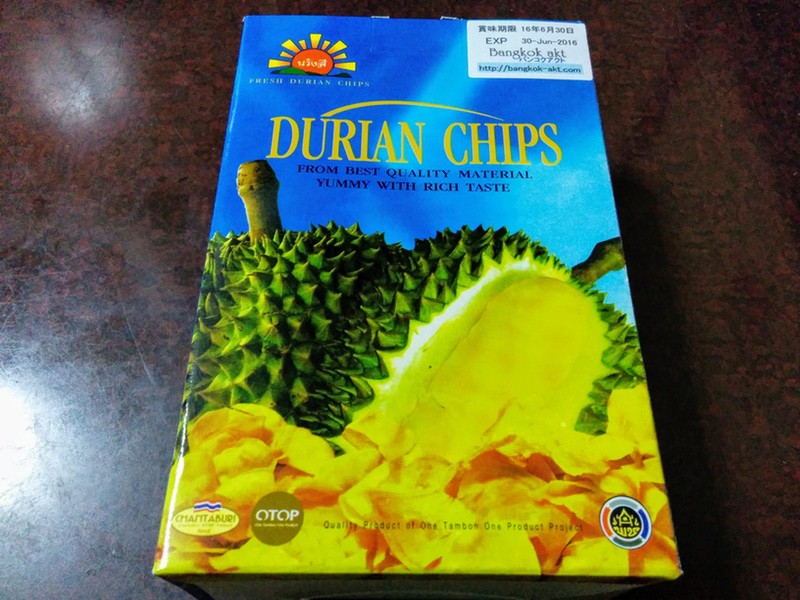 賞味期限 16年6月30日
EXP 30-Jun-2016
Bangkok akt
バンコクアクト
http://bangkok-akt.com
FRESH DURIAN CHIPS
DURIAN CHIPS
FROM BEST QUALITY MATERIAL
YUMMY WITH RICH TASTE
CHANTABURI
OTOP
Quality Product of One Tambon One Product Project